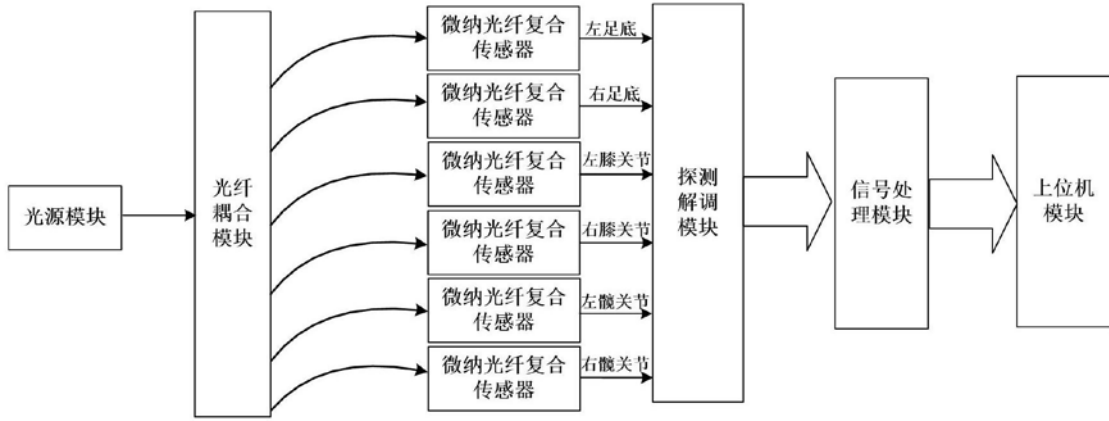 光源模块
光纤
耦合
模块
微纳光纤复合
传感器
左足底
微纳光纤复合
传感器
右足底
微纳光纤复合
传感器
左膝关节
微纳光纤复合
传感器
右膝关节
微纳光纤复合
传感器
左髋关节
微纳光纤复合
传感器
右髋关节
探测
解调
模块
信号处
理模块
上位机
模块